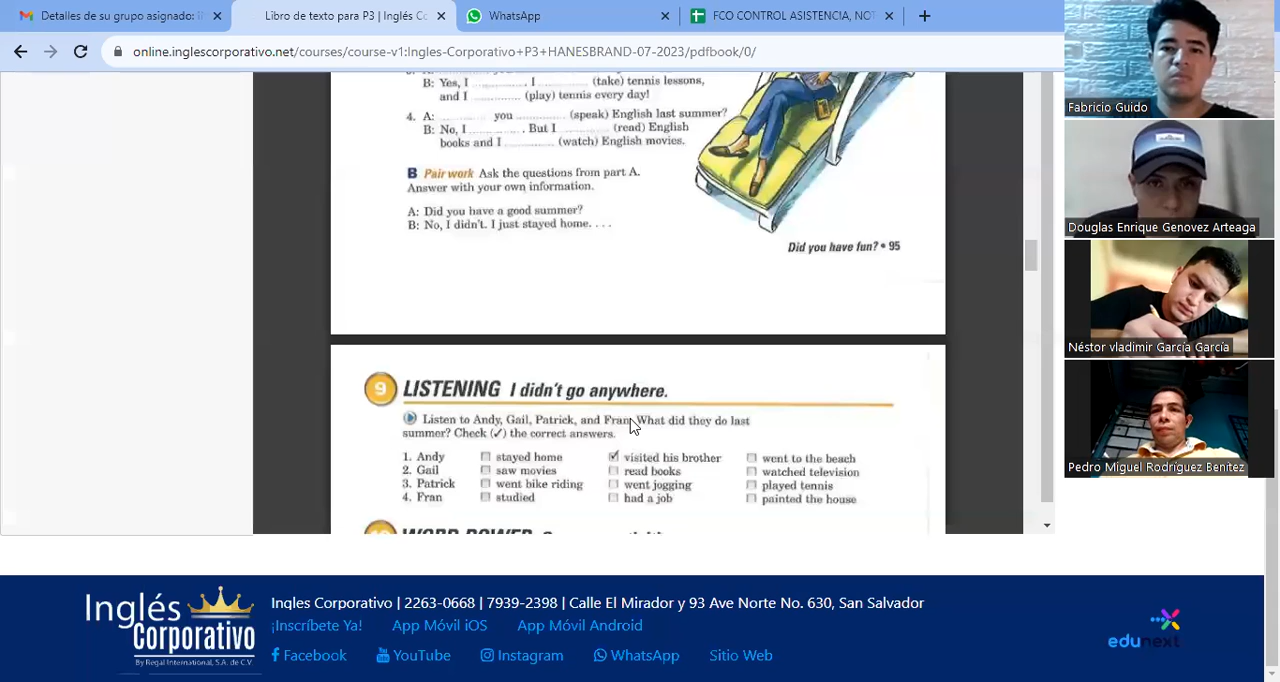 Detalles de su grupo asignado: i
Libro de texto para P3 | Inglés C
WhatsApp
FCO CONTROL ASISTENCIA, NOT
online.inglescorporativo.net/courses/course-v1:Ingles-Corporativo+P3+HANESBRAND-07-2023/pdfbook/0/
B: Yes, I ............ I ............ (take) tennis lessons,
and I ............ (play) tennis every day!
4. A: ............ you ............ (speak) English last summer?
B: No, I ............ . But I ............ (read) English
books and I ............ (watch) English movies.
B Pair work Ask the questions from part A.
Answer with your own information.
A: Did you have a good summer?
B: No, I didn't. I just stayed home. . . .
Did you have fun? • 95
9 LISTENING I didn't go anywhere.
Listen to Andy, Gail, Patrick, and Fran. What did they do last
summer? Check (✓) the correct answers.
1. Andy stayed home ✓ visited his brother went to the beach
2. Gail saw movies read books watched television
3. Patrick went bike riding went jogging played tennis
4. Fran studied had a job painted the house
Fabricio Guido
Douglas Enrique Genovez Arteaga
Néstor vladimir García García
Pedro Miguel Rodríguez Benítez
Inglés Corporativo
By Regal International, S.A. de C.V.
Ingles Corporativo | 2263-0668 | 7939-2398 | Calle El Mirador y 93 Ave Norte No. 630, San Salvador
¡Inscríbete Ya! App Móvil iOS App Móvil Android
Facebook YouTube Instagram WhatsApp Sitio Web
edunext